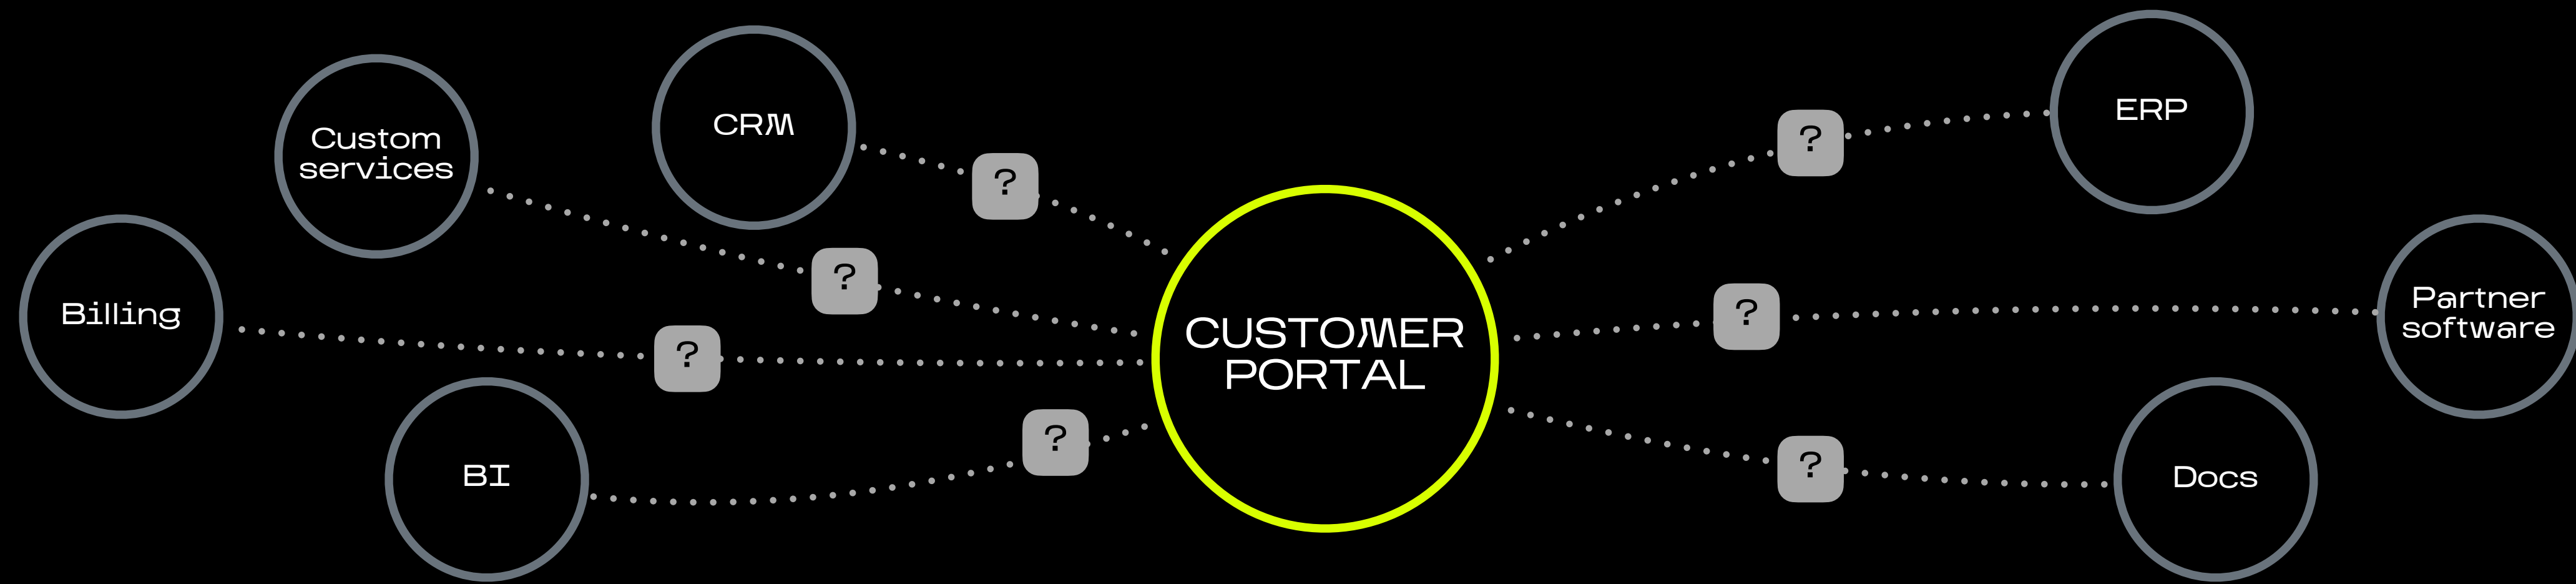 Custom
services
CRM
ERP
?
?
?
?
?
?
?
Billing
BI
CUSTOMER
PORTAL
Partner
software
Docs